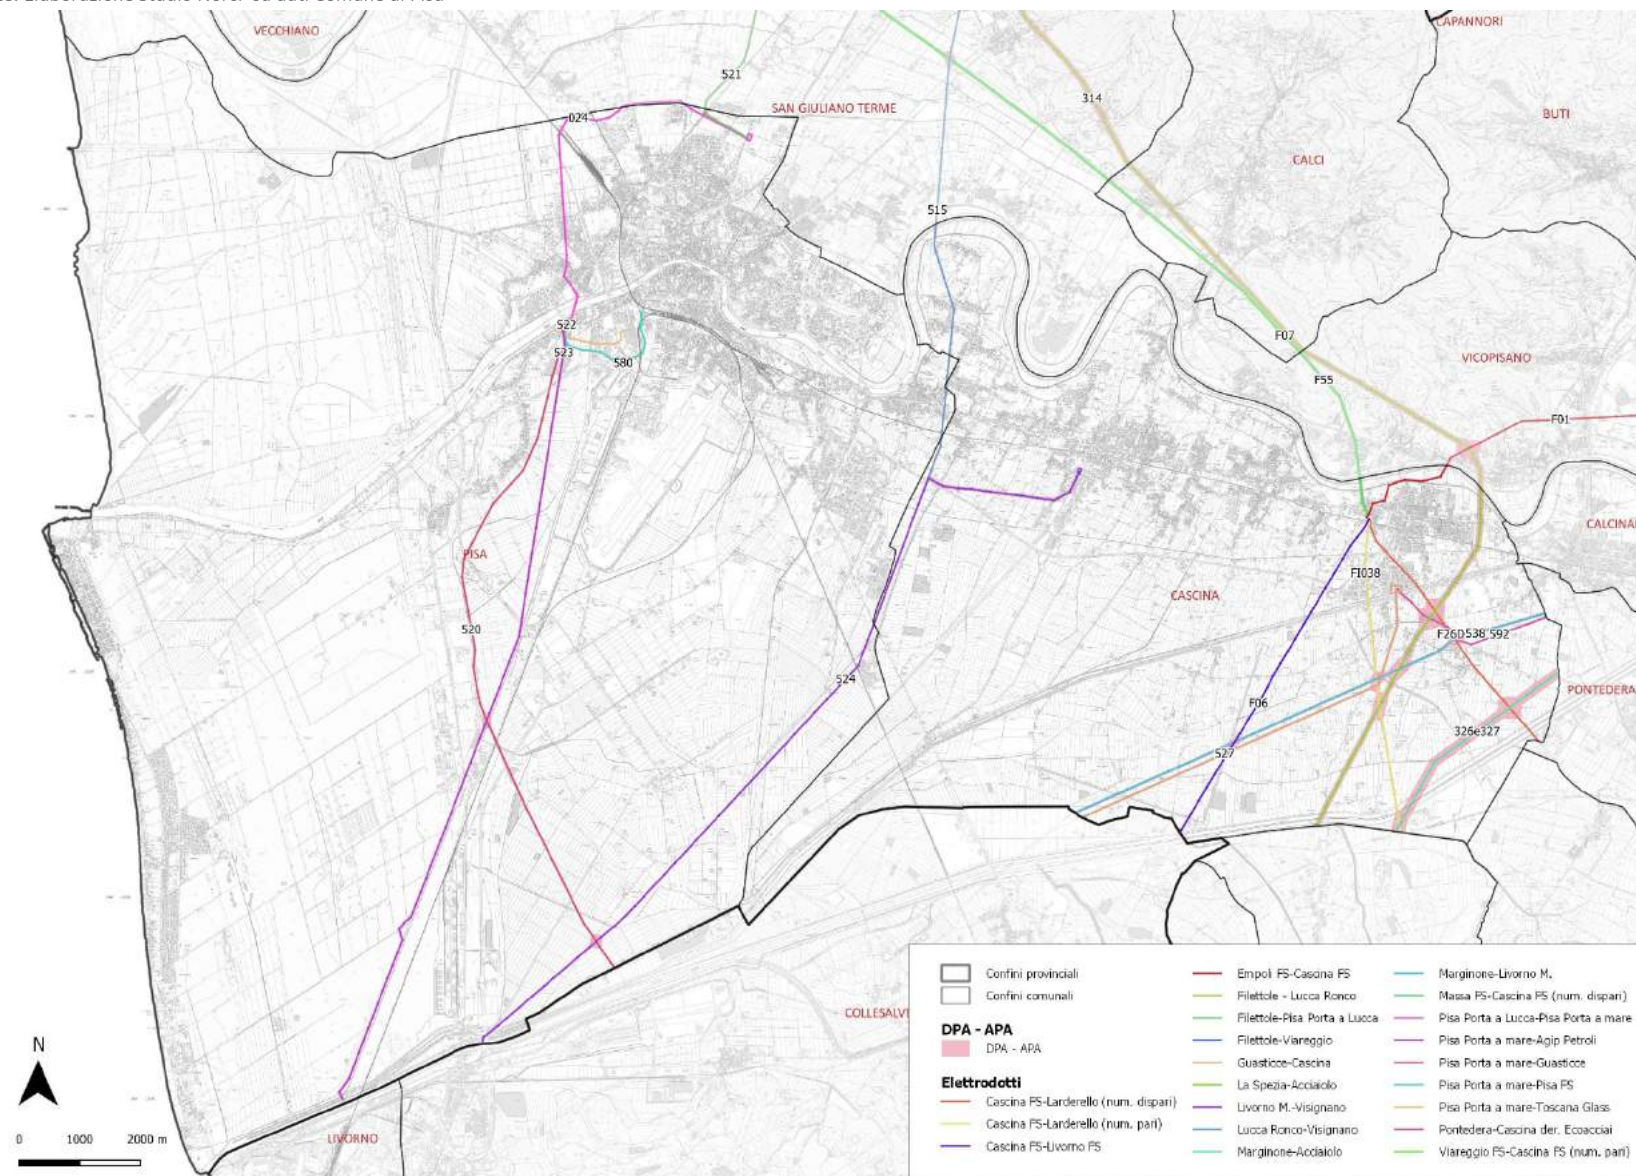 VECCHIANO
CAPANNORI
521
314
SAN GIULIANO TERME
024
BUTI
CALCI
515
522
523
580
F07
VICOPISANO
F55
F01
PISA
CALCINAI
FI038
CASCINA
520
F26D 538 592
524
F06
PONTEDERA
326e327
527
COLLESALVE
LIVORNO
N
0 1000 2000 m
Confini provinciali
Confini comunali
DPA - APA
DPA - APA
Elettrodotti
Cascina FS-Larderello (num. dispari)
Cascina FS-Larderello (num. pari)
Cascina FS-Livorno FS
Empoli FS-Cascina FS
Filettole - Lucca Ronco
Filettole-Pisa Porta a Lucca
Filettole-Viareggio
Guasticce-Cascina
La Spezia-Acciaiolo
Livorno M.-Visignano
Lucca Ronco-Visignano
Marginone-Acciaiolo
Marginone-Livorno M.
Massa FS-Cascina FS (num. dispari)
Pisa Porta a Lucca-Pisa Porta a mare
Pisa Porta a mare-Agip Petroli
Pisa Porta a mare-Guasticce
Pisa Porta a mare-Pisa FS
Pisa Porta a mare-Toscana Glass
Pontedera-Cascina der. Ecoacciai
Viareggio FS-Cascina FS (num. pari)